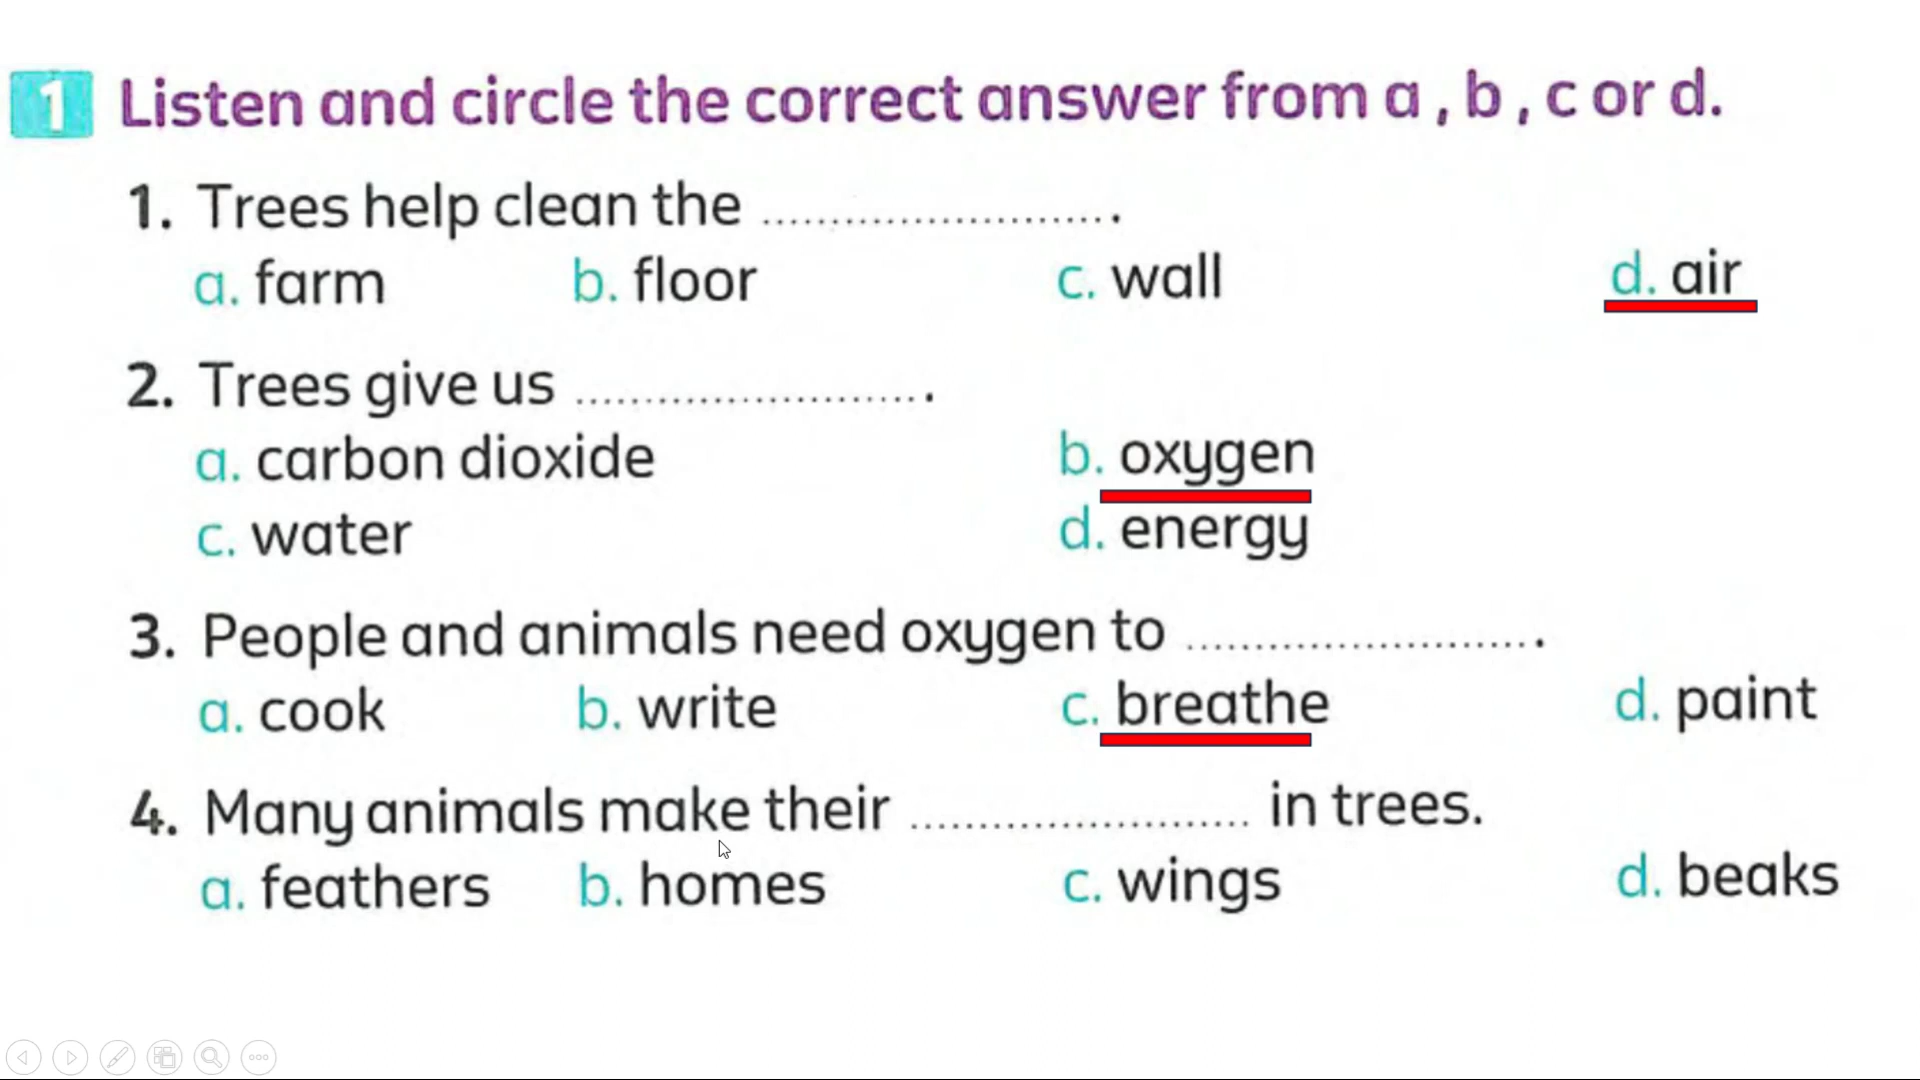 1 Listen and circle the correct answer from a , b , c or d.
1. Trees help clean the .......................... .
a. farm b. floor c. wall d. air
2. Trees give us .......................... .
a. carbon dioxide b. oxygen
c. water d. energy
3. People and animals need oxygen to .......................... .
a. cook b. write c. breathe d. paint
4. Many animals make their .......................... in trees.
a. feathers b. homes c. wings d. beaks